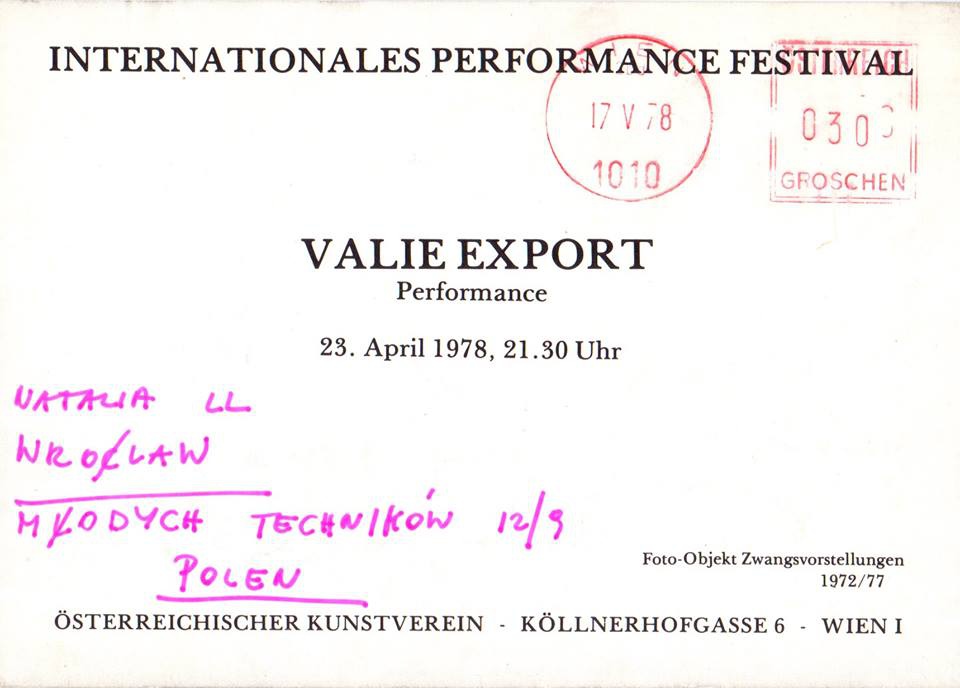 INTERNATIONALES PERFORMANCE FESTIVAL
17 V 78
1010
030
GROSCHEN
VALIE EXPORT
Performance
23. April 1978, 21.30 Uhr
NATALIA LL
WROCŁAW
MŁODYCH TECHNIKÓW 12/9
POLEN
Foto-Objekt Zwangsvorstellungen
1972/77
ÖSTERREICHISCHER KUNSTVEREIN - KÖLLNERHOFGASSE 6 - WIEN I